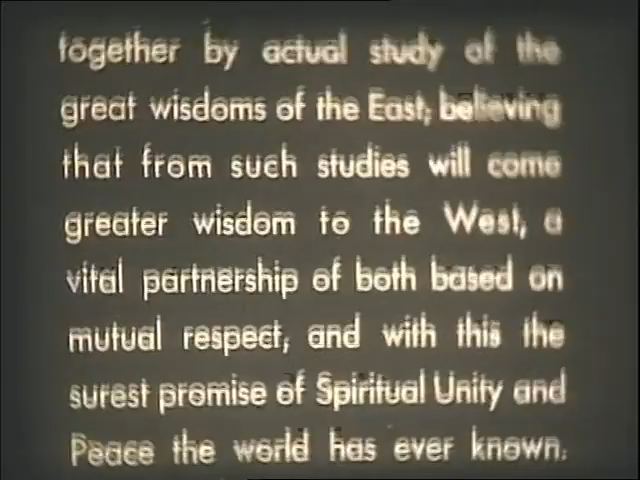 together by actual study of the
great wisdoms of the East; believing
that from such studies will come
greater wisdom to the West, a
vital partnership of both based on
mutual respect; and with this the
surest promise of Spiritual Unity and
Peace the world has ever known.